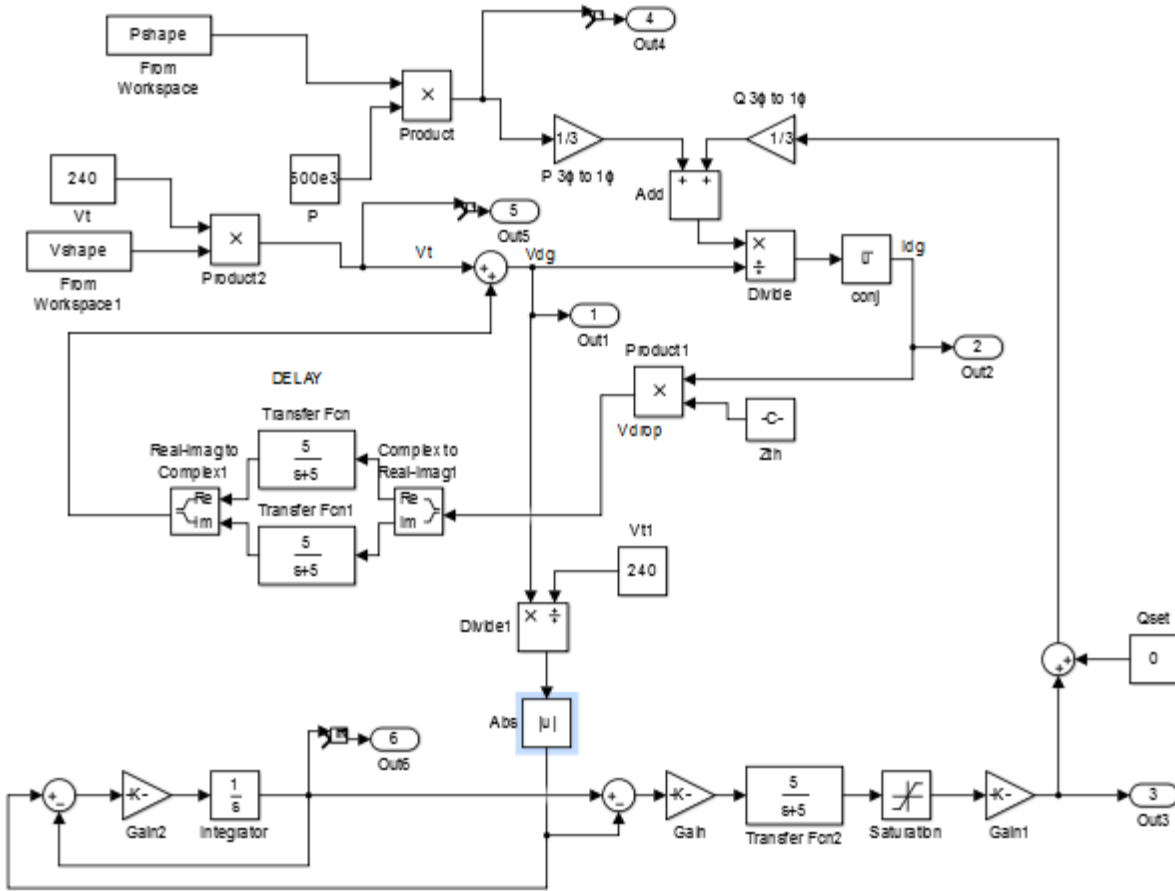 Pshape
From
Workspace
×
Product
4
Out4
Q 3ϕ to 1ϕ
1/3
P 3ϕ to 1ϕ
1/3
240
Vt
500e3
P
+ +
Add
Vshape
From
Workspace1
×
Product2
5
Out5
Vt
+
+
Vdg
×
÷
Divide
conj
Idg
1
Out1
2
Out2
Product1
×
Vdrop
-C-
Zth
DELAY
Transfer Fcn
5
s+5
Real-Imag to
Complex1
Re
Im
Complex to
Real-Imag1
Re
Im
Transfer Fcn1
5
s+5
Vt1
240
× ÷
Divide1
Qset
0
+
+
Abs
|u|
6
Out6
+
−
-K-
Gain2
1
s
Integrator
+
−
-K-
Gain
5
s+5
Transfer Fcn2
Saturation
-K-
Gain1
3
Out3